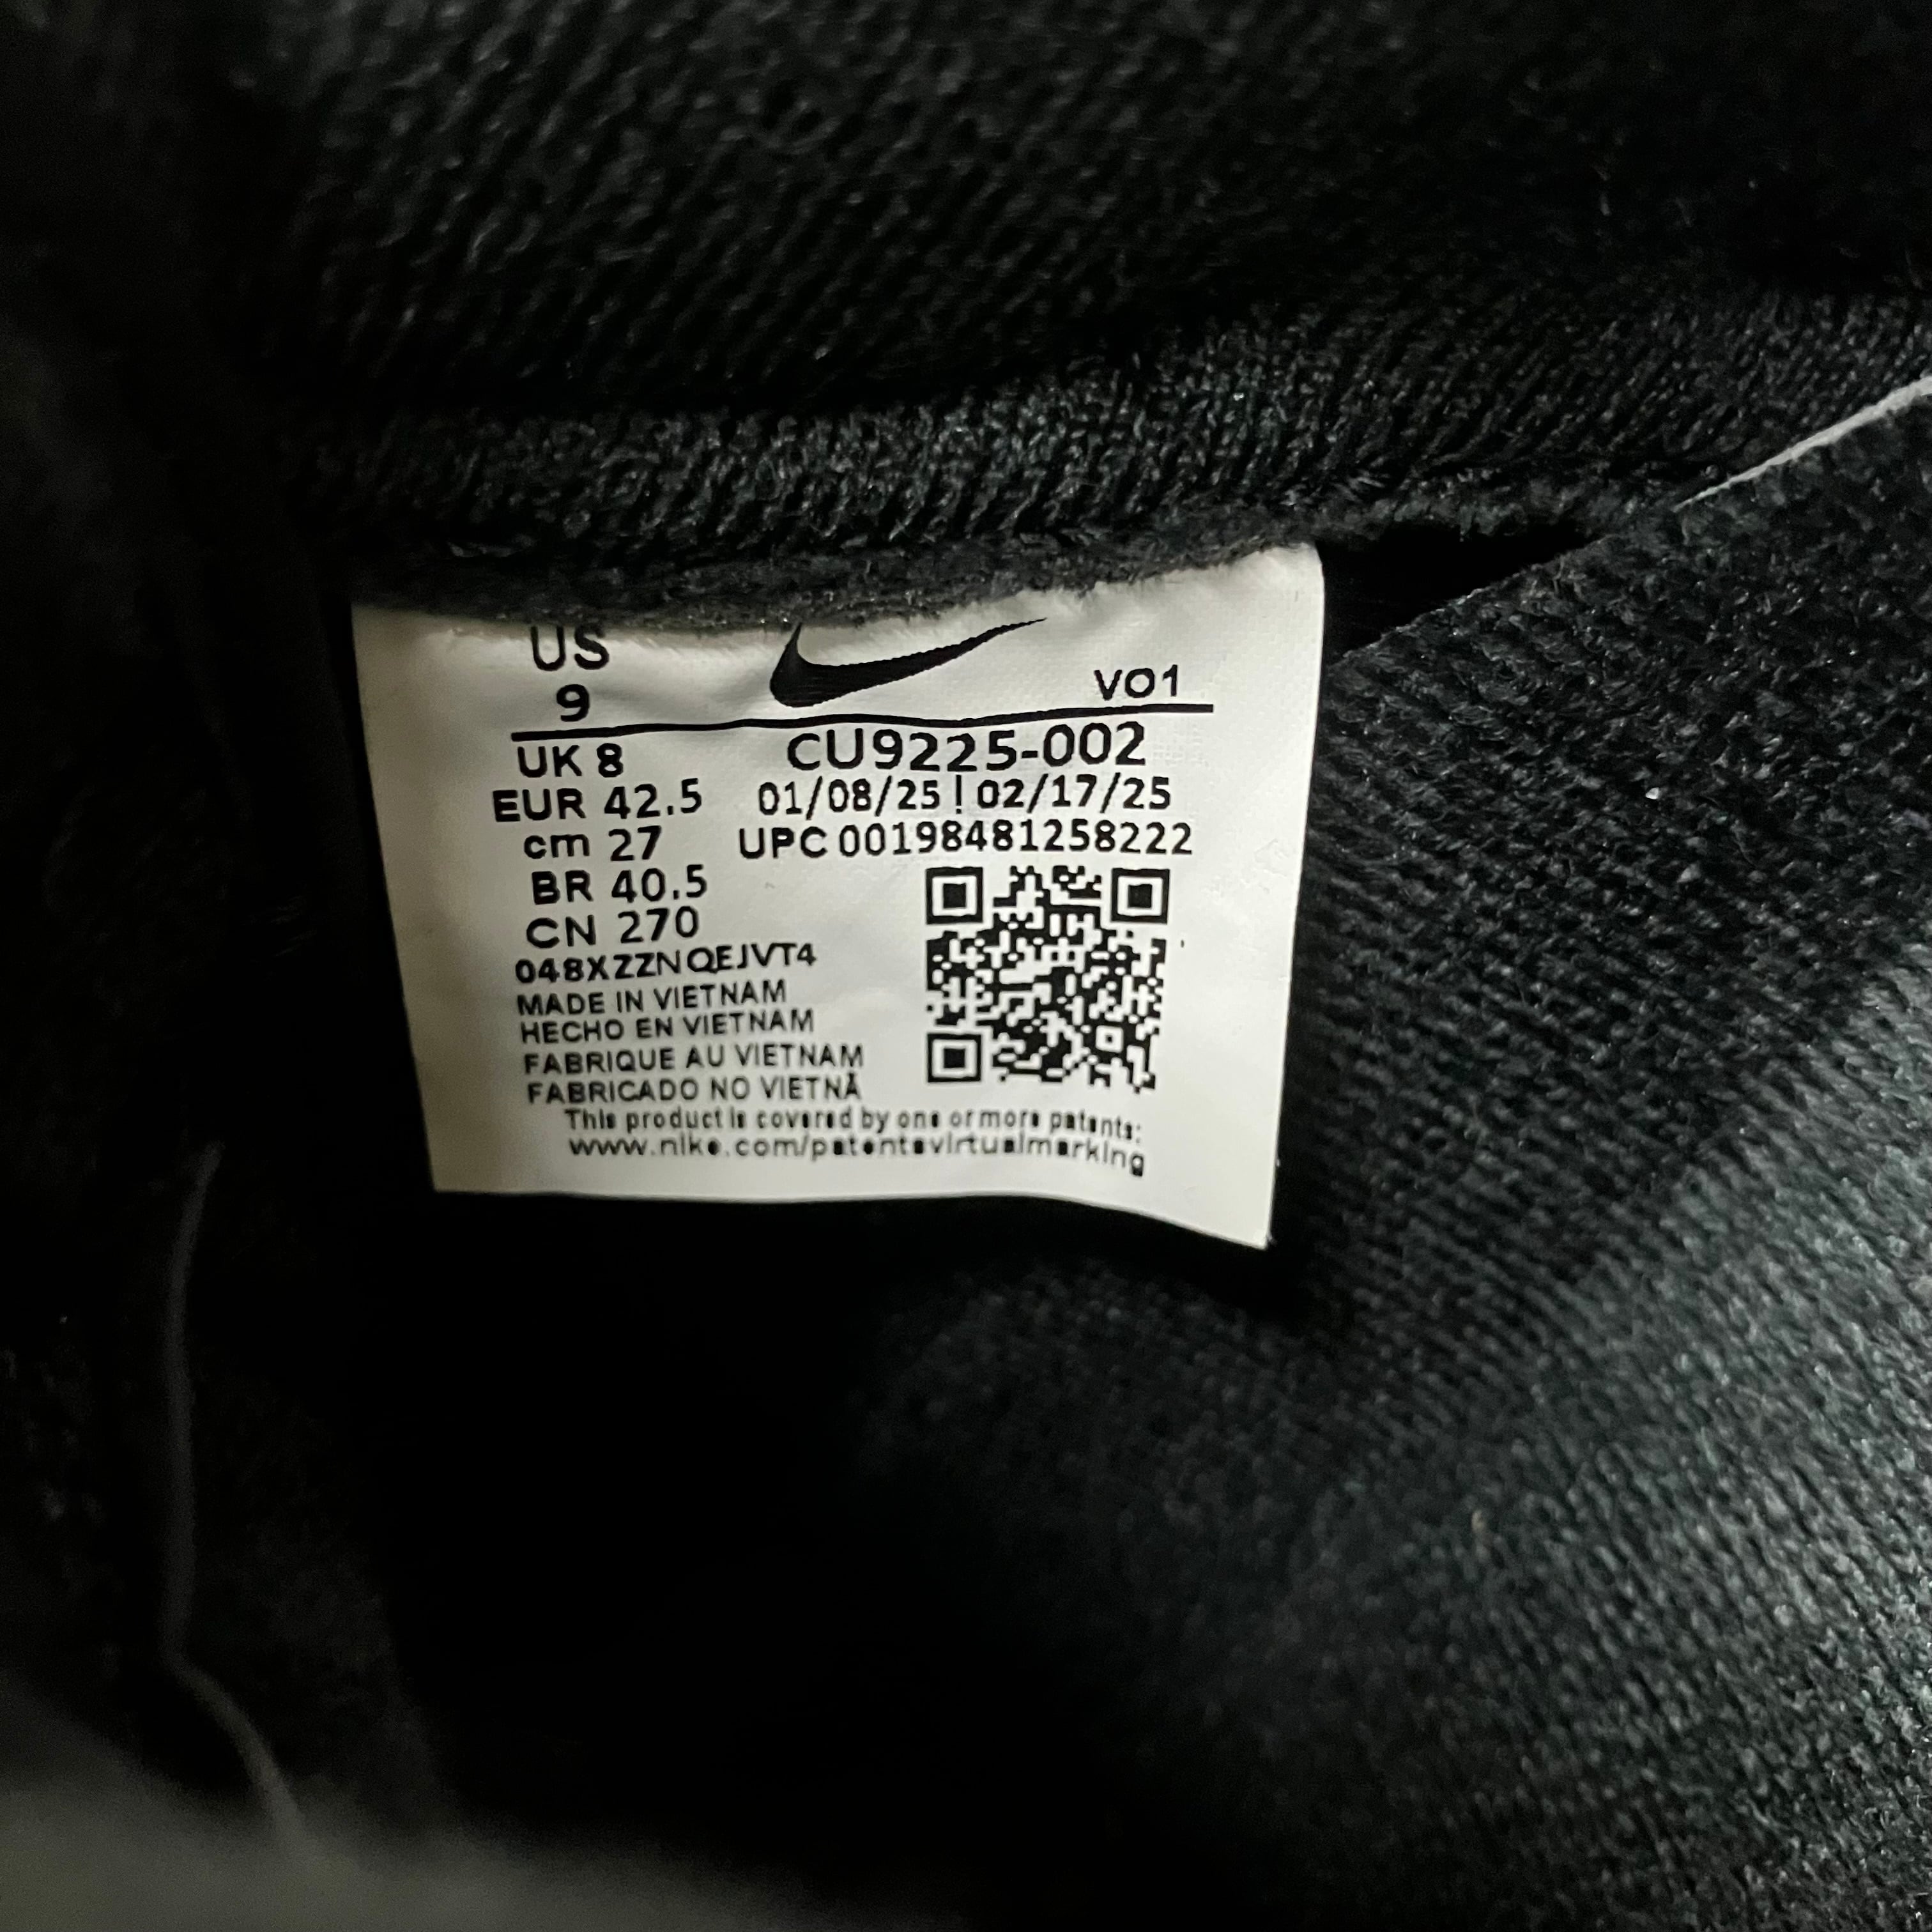 US
9
VO1
UK 8
CU9225-002
EUR 42.5
01/08/25 | 02/17/25
cm 27
UPC 00198481258222
BR 40.5
CN 270
048XZZNQEJVT4
MADE IN VIETNAM
HECHO EN VIETNAM
FABRIQUE AU VIETNAM
FABRICADO NO VIETNÃ
This product is covered by one or more patents:
www.nike.com/patentsvirtualmarking